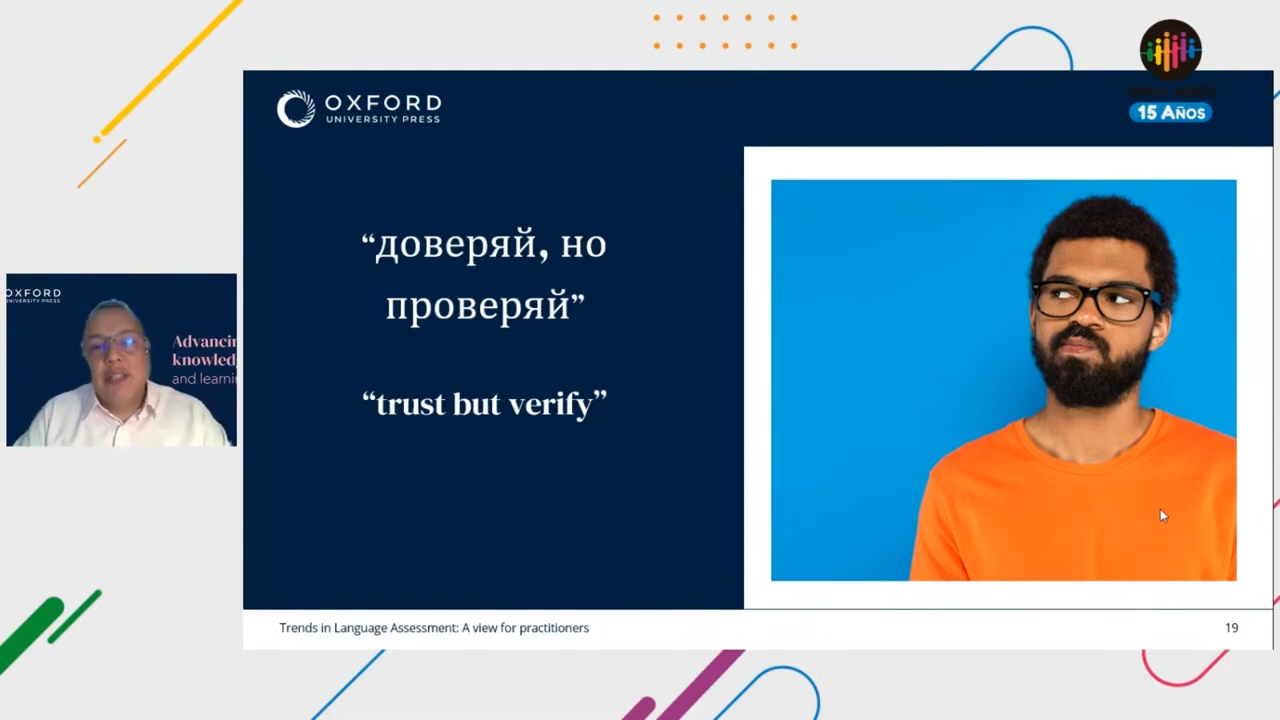 15 AÑOS
OXFORD
UNIVERSITY PRESS
“доверяй, но
проверяй”
“trust but verify”
OXFORD
UNIVERSITY PRESS
Advancin
knowled
and learnin
Trends in Language Assessment: A view for practitioners
19